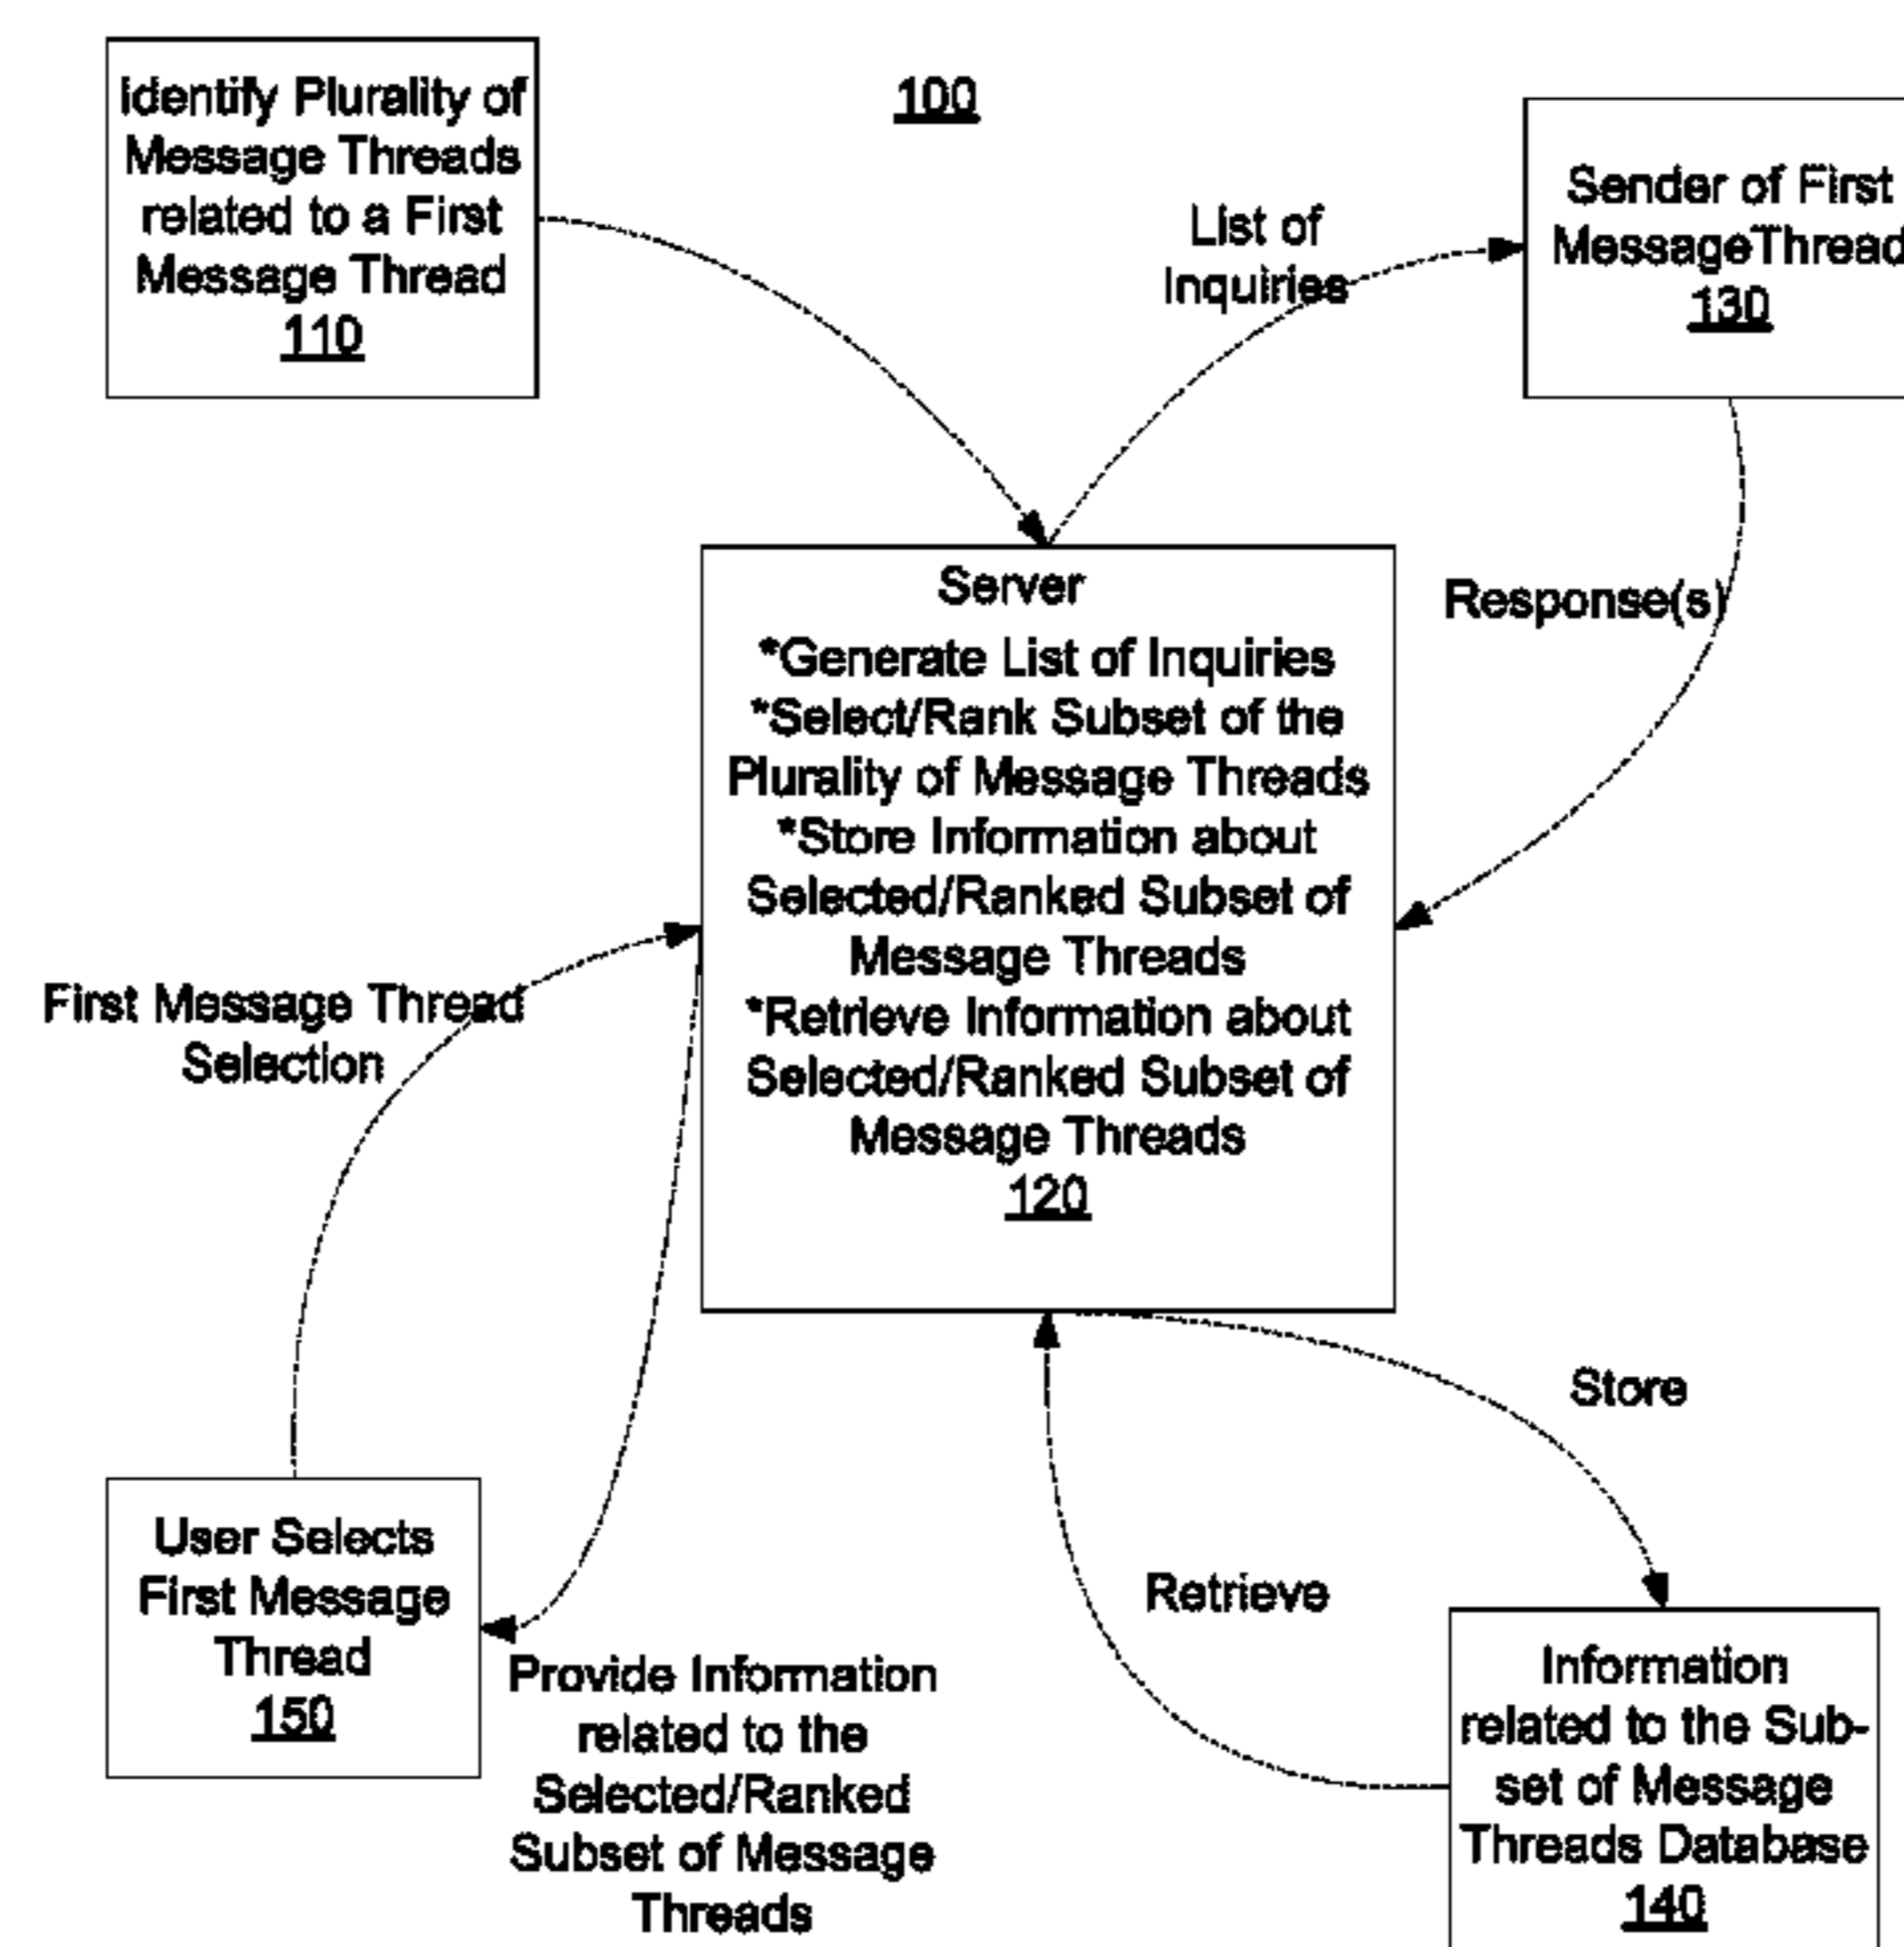 Identify Plurality of
Message Threads
related to a First
Message Thread
110
100
List of
Inquiries
Sender of First
MessageThread
130
Response(s)
Server
*Generate List of Inquiries
*Select/Rank Subset of the
Plurality of Message Threads
*Store Information about
Selected/Ranked Subset of
Message Threads
*Retrieve Information about
Selected/Ranked Subset of
Message Threads
120
First Message Thread
Selection
Store
Retrieve
User Selects
First Message
Thread
150
Provide Information
related to the
Selected/Ranked
Subset of Message
Threads
Information
related to the Sub-
set of Message
Threads Database
140